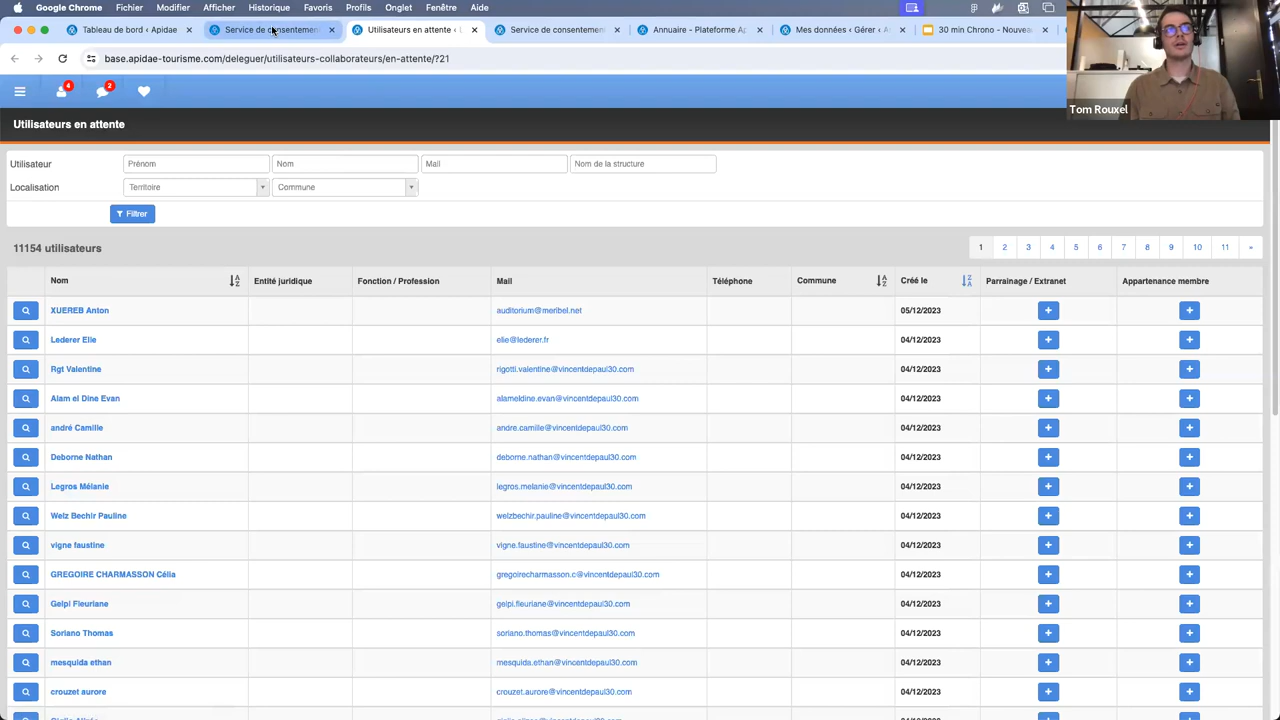 Google Chrome Fichier Modifier Afficher Historique Favoris Profils Onglet Fenêtre Aide
Tableau de bord ‹ Apidae × Service de consentement × Utilisateurs en attente ‹ × Service de consentement × Annuaire - Plateforme Ap × Mes données ‹ Gérer ‹ A × 30 min Chrono - Nouvea ×
base.apidae-tourisme.com/deleguer/utilisateurs-collaborateurs/en-attente/?21
4 2
Tom Rouxel
Utilisateurs en attente
Utilisateur Prénom Nom Mail Nom de la structure
Localisation Territoire Commune
Filtrer
11154 utilisateurs 1 2 3 4 5 6 7 8 9 10 11 »
Nom Entité juridique Fonction / Profession Mail Téléphone Commune Créé le Parrainage / Extranet Appartenance membre
XUEREB Anton auditorium@meribel.net 05/12/2023 + +
Lederer Elie elie@lederer.fr 04/12/2023 + +
Rgt Valentine rigotti.valentine@vincentdepaul30.com 04/12/2023 + +
Alam el Dine Evan alameldine.evan@vincentdepaul30.com 04/12/2023 + +
andré Camille andre.camille@vincentdepaul30.com 04/12/2023 + +
Deborne Nathan deborne.nathan@vincentdepaul30.com 04/12/2023 + +
Legros Mélanie legros.melanie@vincentdepaul30.com 04/12/2023 + +
Welz Bechir Pauline welzbechir.pauline@vincentdepaul30.com 04/12/2023 + +
vigne faustine vigne.faustine@vincentdepaul30.com 04/12/2023 + +
GREGOIRE CHARMASSON Célia gregoirecharmasson.c@vincentdepaul30.com 04/12/2023 + +
Gelpi Fleuriane gelpi.fleuriane@vincentdepaul30.com 04/12/2023 + +
Soriano Thomas soriano.thomas@vincentdepaul30.com 04/12/2023 + +
mesquida ethan mesquida.ethan@vincentdepaul30.com 04/12/2023 + +
crouzet aurore crouzet.aurore@vincentdepaul30.com 04/12/2023 + +